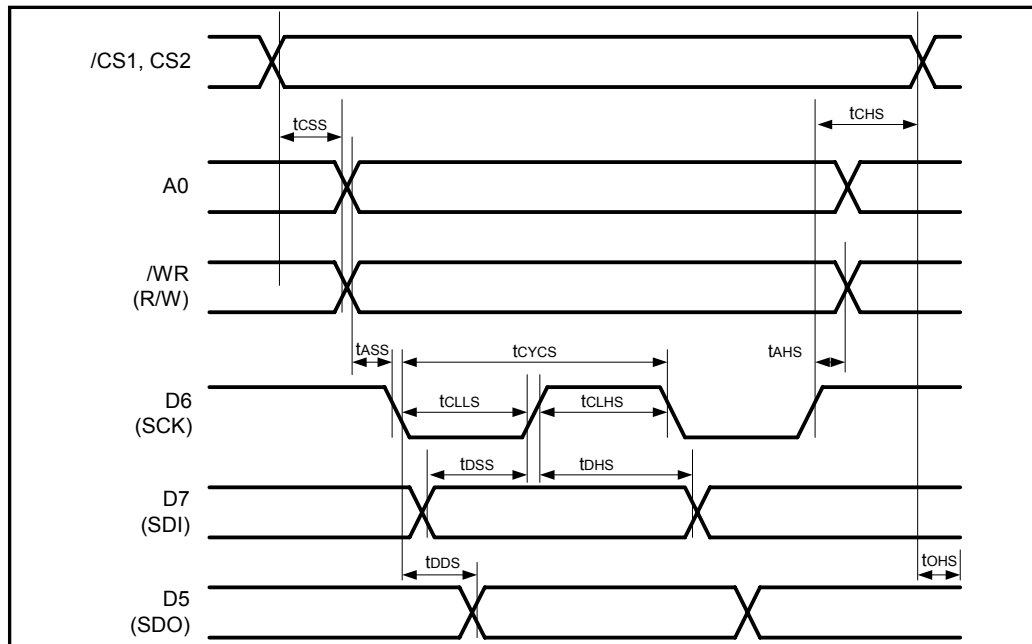 /CS1, CS2
tCSS
tCHS
A0
/WR
(R/W)
tASS
tCYCS
tAHS
D6
(SCK)
tCLLS
tCLHS
tDSS
tDHS
D7
(SDI)
tDDS
tOHS
D5
(SDO)